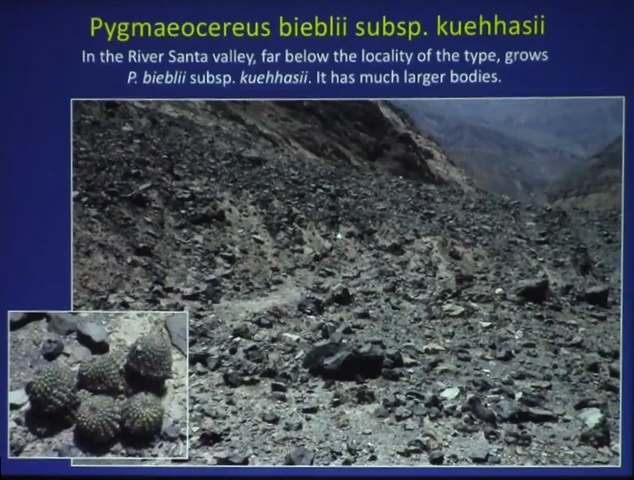 Pygmaeocereus bieblii subsp. kuehhasii
In the River Santa valley, far below the locality of the type, grows
P. bieblii subsp. kuehhasii. It has much larger bodies.